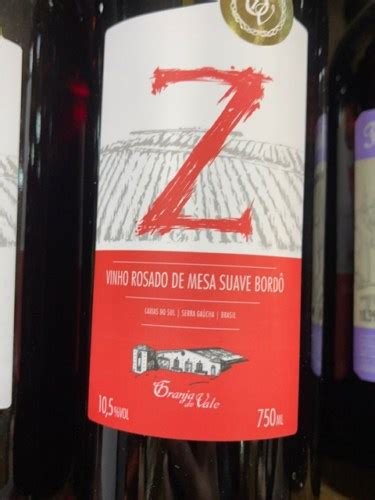 Z
VINHO ROSADO DE MESA SUAVE BORDÔ
CAXIAS DO SUL | SERRA GAÚCHA | BRASIL
Granja do Vale
10,5%VOL
750ML